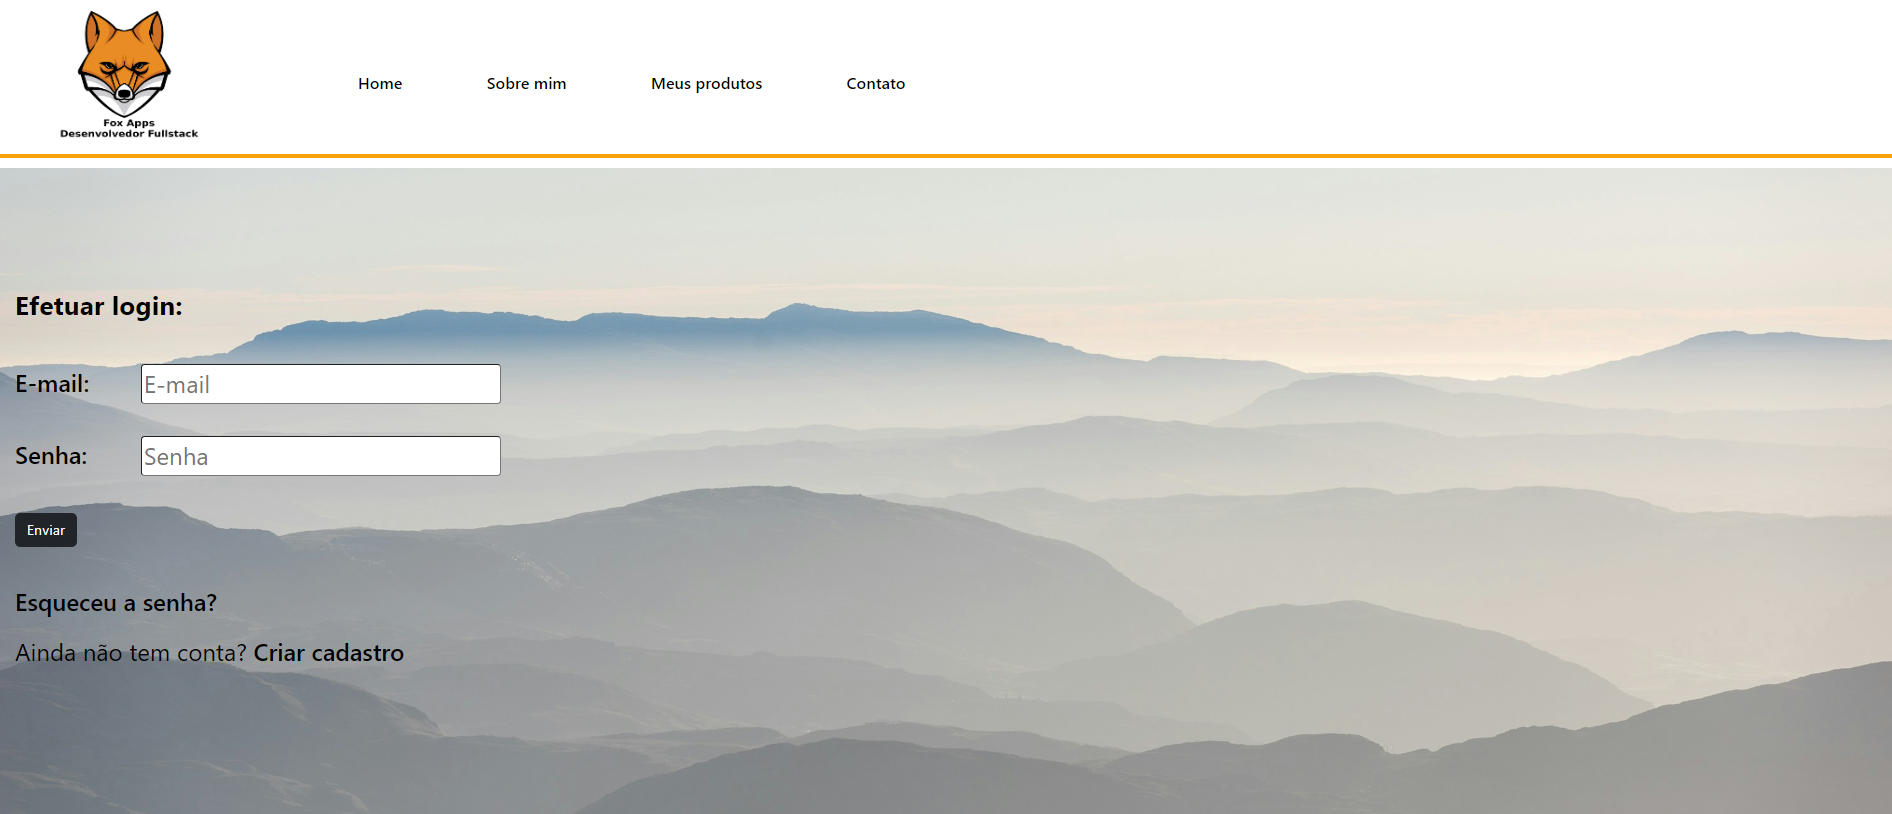 Fox Apps
Desenvolvedor Fullstack
Home Sobre mim Meus produtos Contato
Efetuar login:
E-mail: E-mail
Senha: Senha
Enviar
Esqueceu a senha?
Ainda não tem conta? Criar cadastro